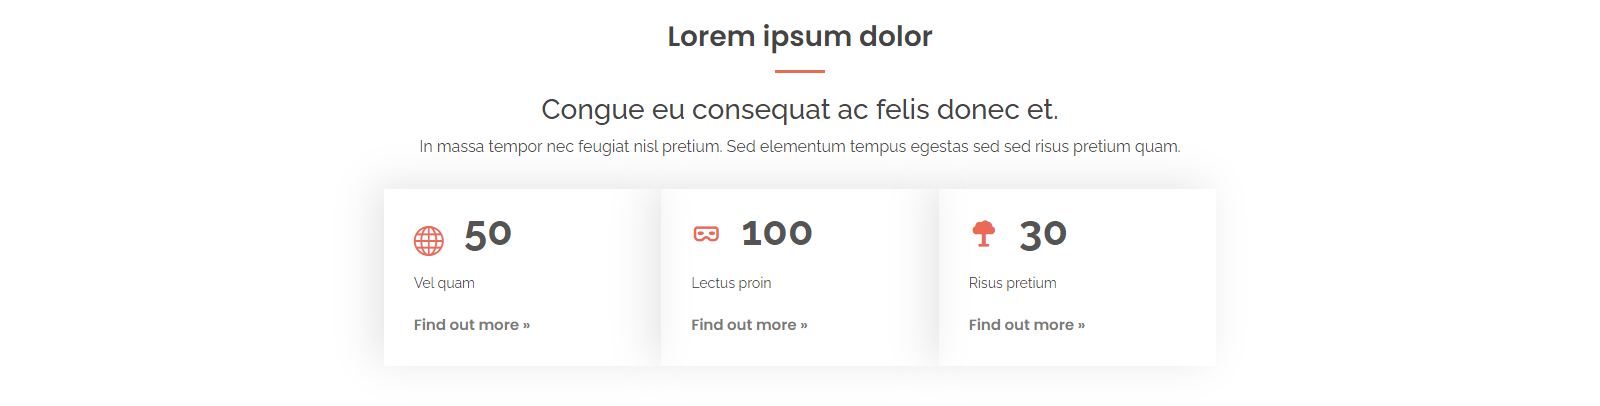 Lorem ipsum dolor
Congue eu consequat ac felis donec et.
In massa tempor nec feugiat nisl pretium. Sed elementum tempus egestas sed sed risus pretium quam.
50
Vel quam
Find out more »
100
Lectus proin
Find out more »
30
Risus pretium
Find out more »